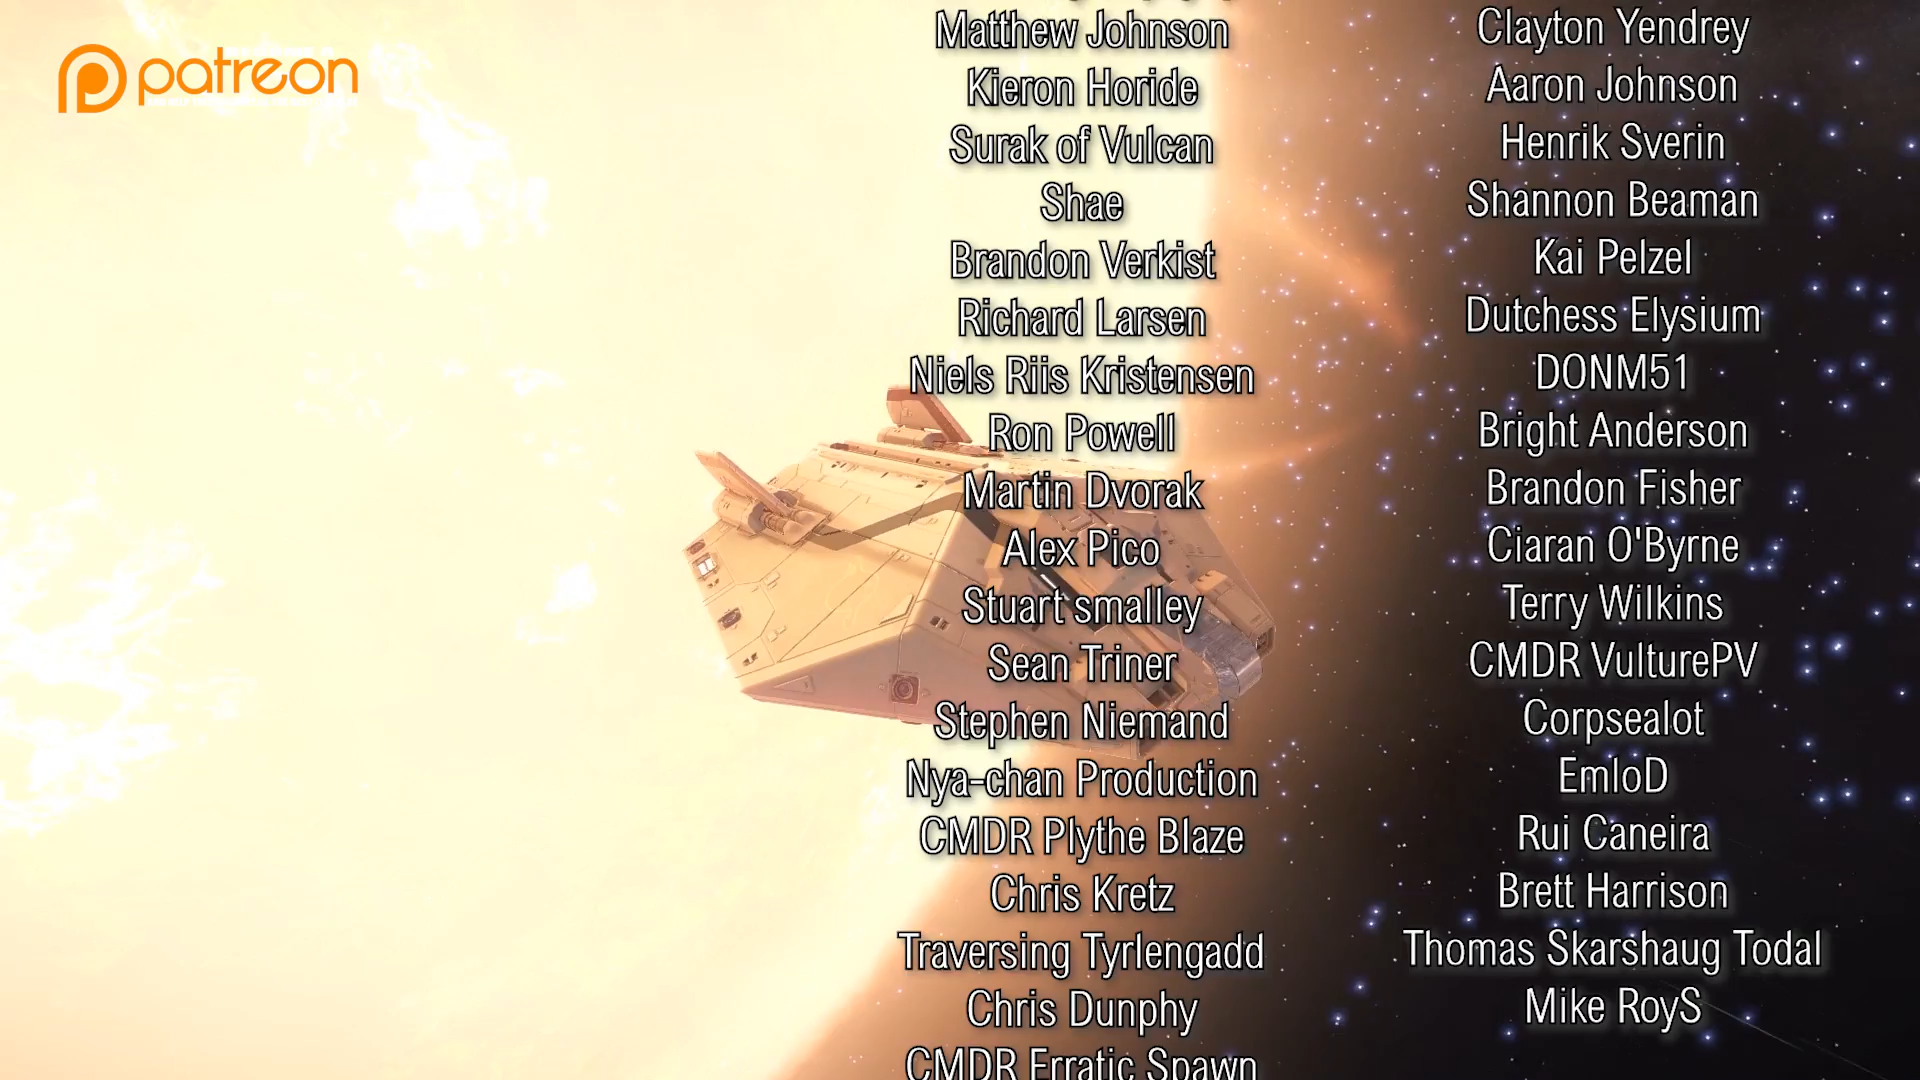 patreon
Matthew Johnson
Kieron Horide
Surak of Vulcan
Shae
Brandon Verkist
Richard Larsen
Niels Riis Kristensen
Ron Powell
Martin Dvorak
Alex Pico
Stuart smalley
Sean Triner
Stephen Niemand
Nya-chan Production
CMDR Plythe Blaze
Chris Kretz
Traversing Tyrlengadd
Chris Dunphy
CMDR Erratic Spawn
Clayton Yendrey
Aaron Johnson
Henrik Sverin
Shannon Beaman
Kai Pelzel
Dutchess Elysium
DONM51
Bright Anderson
Brandon Fisher
Ciaran O'Byrne
Terry Wilkins
CMDR VulturePV
Corpsealot
EmloD
Rui Caneira
Brett Harrison
Thomas Skarshaug Todal
Mike RoyS